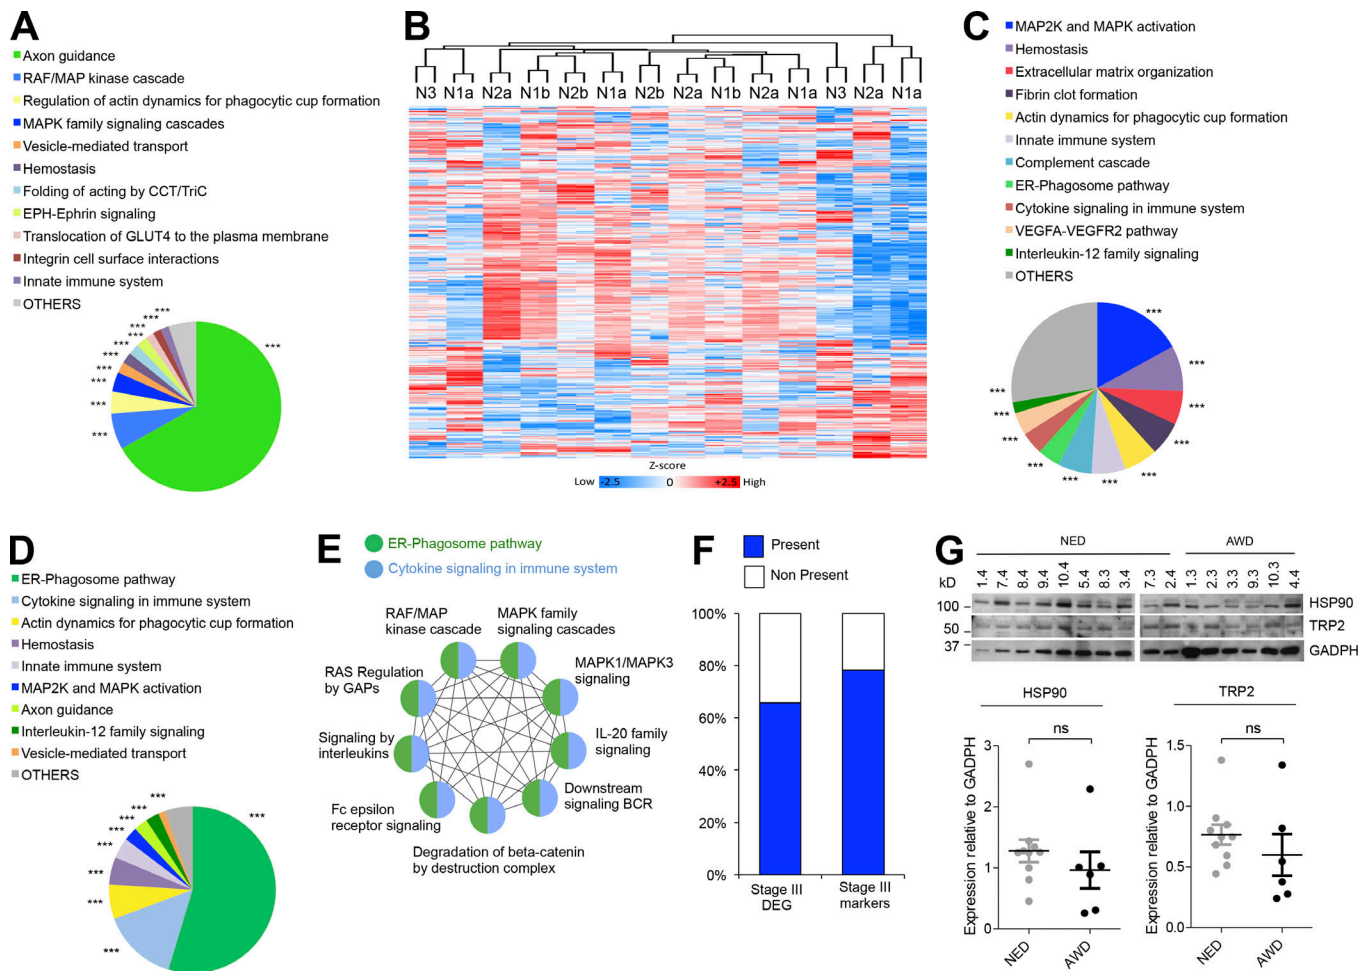 A
Axon guidance
RAF/MAP kinase cascade
Regulation of actin dynamics for phagocytic cup formation
MAPK family signaling cascades
Vesicle-mediated transport
Hemostasis
Folding of acting by CCT/TriC
EPH-Ephrin signaling
Translocation of GLUT4 to the plasma membrane
Integrin cell surface interactions
Innate immune system
OTHERS
***
***
***
***
***
***
***
***
***
***
***
B
N3 N1a N2a N1b N2b N1a N2b N2a N1b N2a N1a N3 N2a N1a
Z-score
Low -2.5 0 +2.5 High
C
MAP2K and MAPK activation
Hemostasis
Extracellular matrix organization
Fibrin clot formation
Actin dynamics for phagocytic cup formation
Innate immune system
Complement cascade
ER-Phagosome pathway
Cytokine signaling in immune system
VEGFA-VEGFR2 pathway
Interleukin-12 family signaling
OTHERS
***
***
***
***
***
***
***
***
***
***
***
D
ER-Phagosome pathway
Cytokine signaling in immune system
Actin dynamics for phagocytic cup formation
Hemostasis
Innate immune system
MAP2K and MAPK activation
Axon guidance
Interleukin-12 family signaling
Vesicle-mediated transport
OTHERS
***
***
***
***
***
***
***
***
***
E
ER-Phagosome pathway
Cytokine signaling in immune system
RAF/MAP
kinase cascade
MAPK family
signaling cascades
RAS Regulation
by GAPs
MAPK1/MAPK3
signaling
Signaling by
interleukins
IL-20 family
signaling
Fc epsilon
receptor signaling
Downstream
signaling BCR
Degradation of beta-catenin
by destruction complex
F
Present
Non Present
100%
80%
60%
40%
20%
0%
Stage III
DEG
Stage III
markers
G
NED AWD
kD 1.4 7.4 8.4 9.4 10.4 5.4 8.3 3.4 7.3 2.4 1.3 2.3 3.3 9.3 10.3 4.4
100 HSP90
50 TRP2
37 GADPH
HSP90
ns
Expression relative to GADPH
3
2
1
0
NED AWD
TRP2
ns
Expression relative to GADPH
1.5
1.0
0.5
0.0
NED AWD